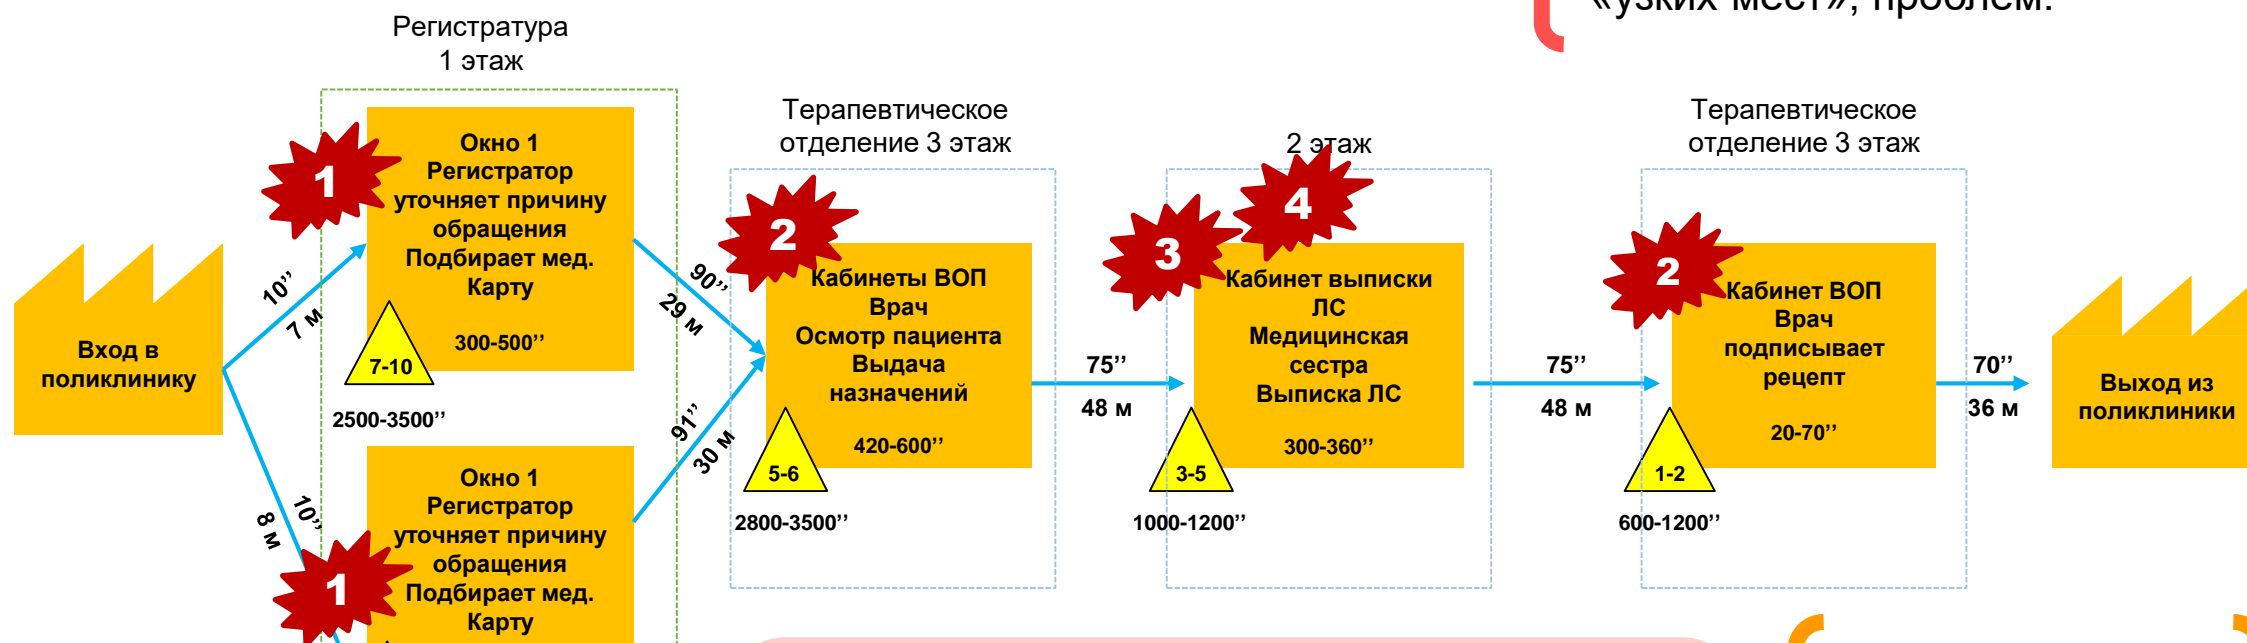 «узких мест», проблем.
Регистратура
1 этаж
Терапевтическое
отделение 3 этаж
2 этаж
Терапевтическое
отделение 3 этаж
Вход в
поликлинику
10’’
7 м
10’’
8 м
1
Окно 1
Регистратор
уточняет причину
обращения
Подбирает мед.
Карту
300-500’’
7-10
2500-3500’’
1
Окно 1
Регистратор
уточняет причину
обращения
Подбирает мед.
Карту
90’’
29 м
91’’
30 м
2
Кабинеты ВОП
Врач
Осмотр пациента
Выдача
назначений
420-600’’
5-6
2800-3500’’
75’’
48 м
3
4
Кабинет выписки
ЛС
Медицинская
сестра
Выписка ЛС
300-360’’
3-5
1000-1200’’
75’’
48 м
2
Кабинет ВОП
Врач
подписывает
рецепт
20-70’’
1-2
600-1200’’
70’’
36 м
Выход из
поликлиники